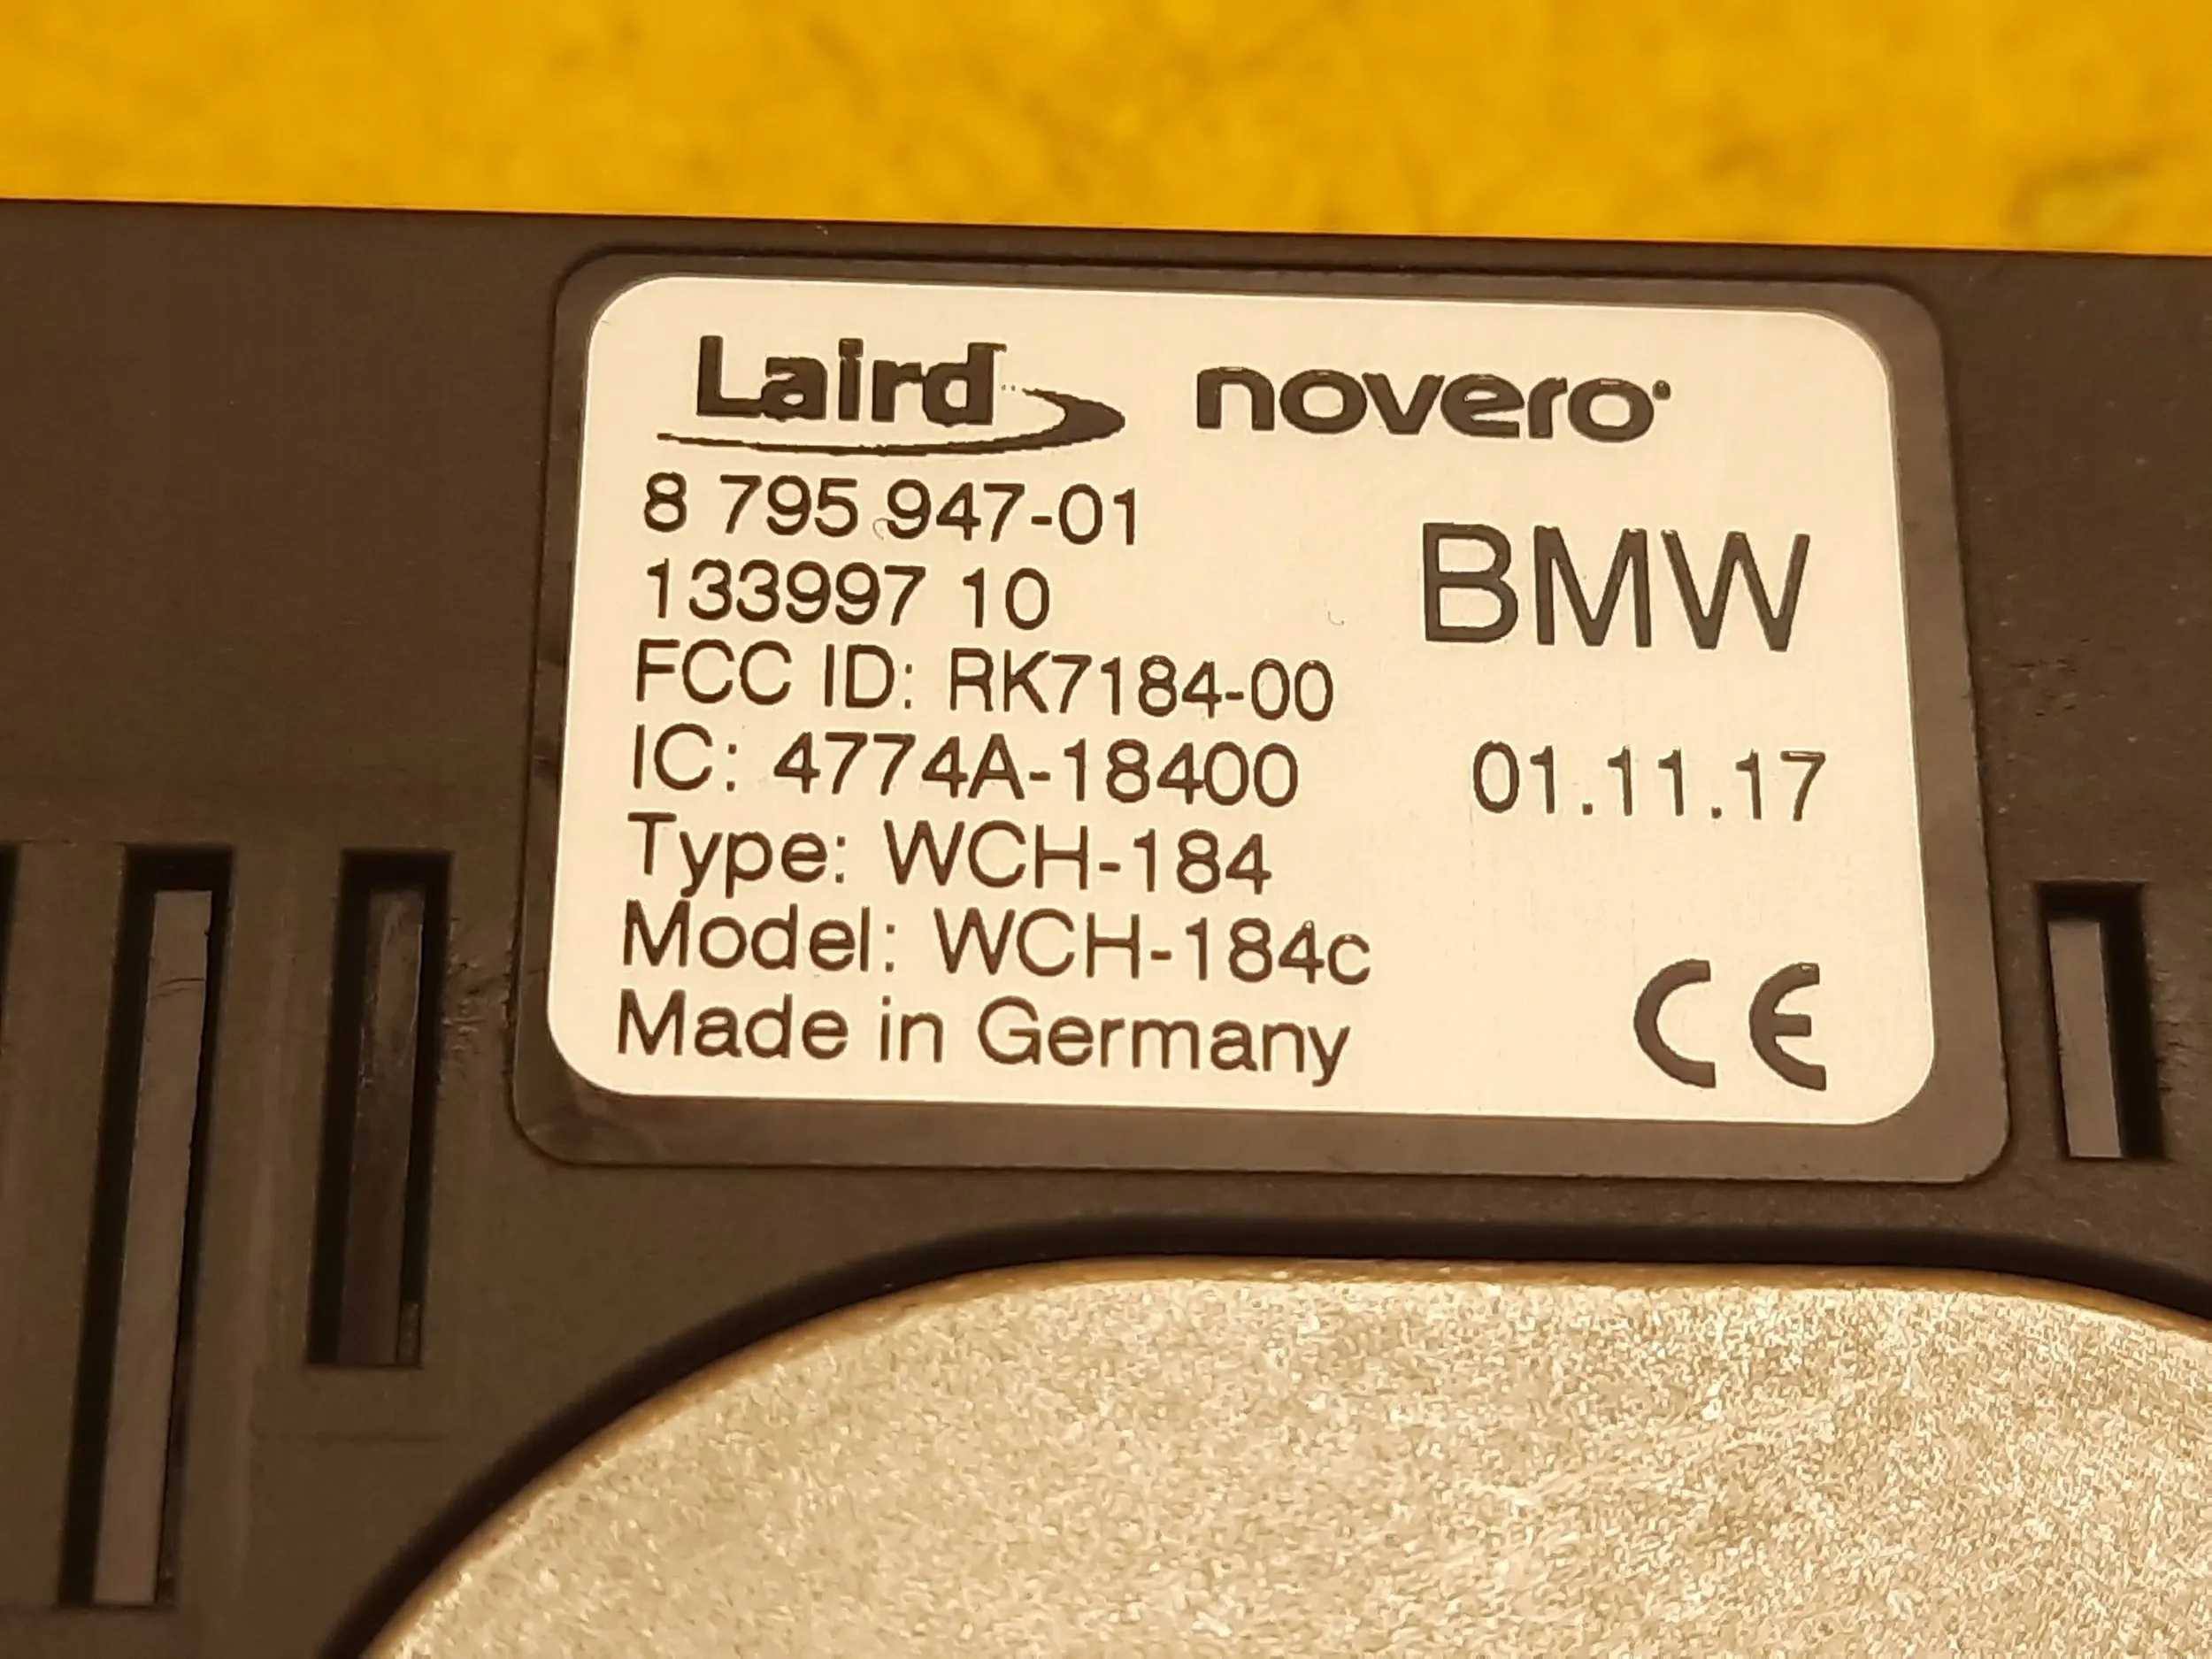 Laird novero
8 795 947-01
BMW
133997 10
FCC ID: RK7184-00
IC: 4774A-18400 01.11.17
Type: WCH-184
Model: WCH-184c
Made in Germany CE